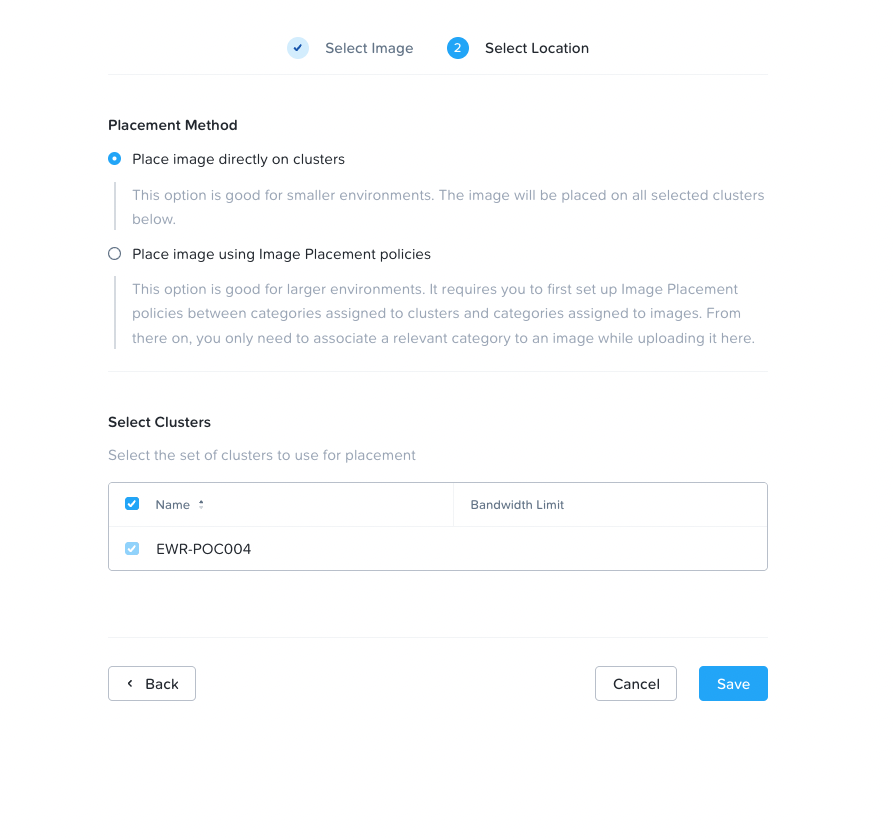 Select Image
2 Select Location
Placement Method
Place image directly on clusters
This option is good for smaller environments. The image will be placed on all selected clusters
below.
Place image using Image Placement policies
This option is good for larger environments. It requires you to first set up Image Placement
policies between categories assigned to clusters and categories assigned to images. From
there on, you only need to associate a relevant category to an image while uploading it here.
Select Clusters
Select the set of clusters to use for placement
Name Bandwidth Limit
EWR-POC004
Back Cancel Save